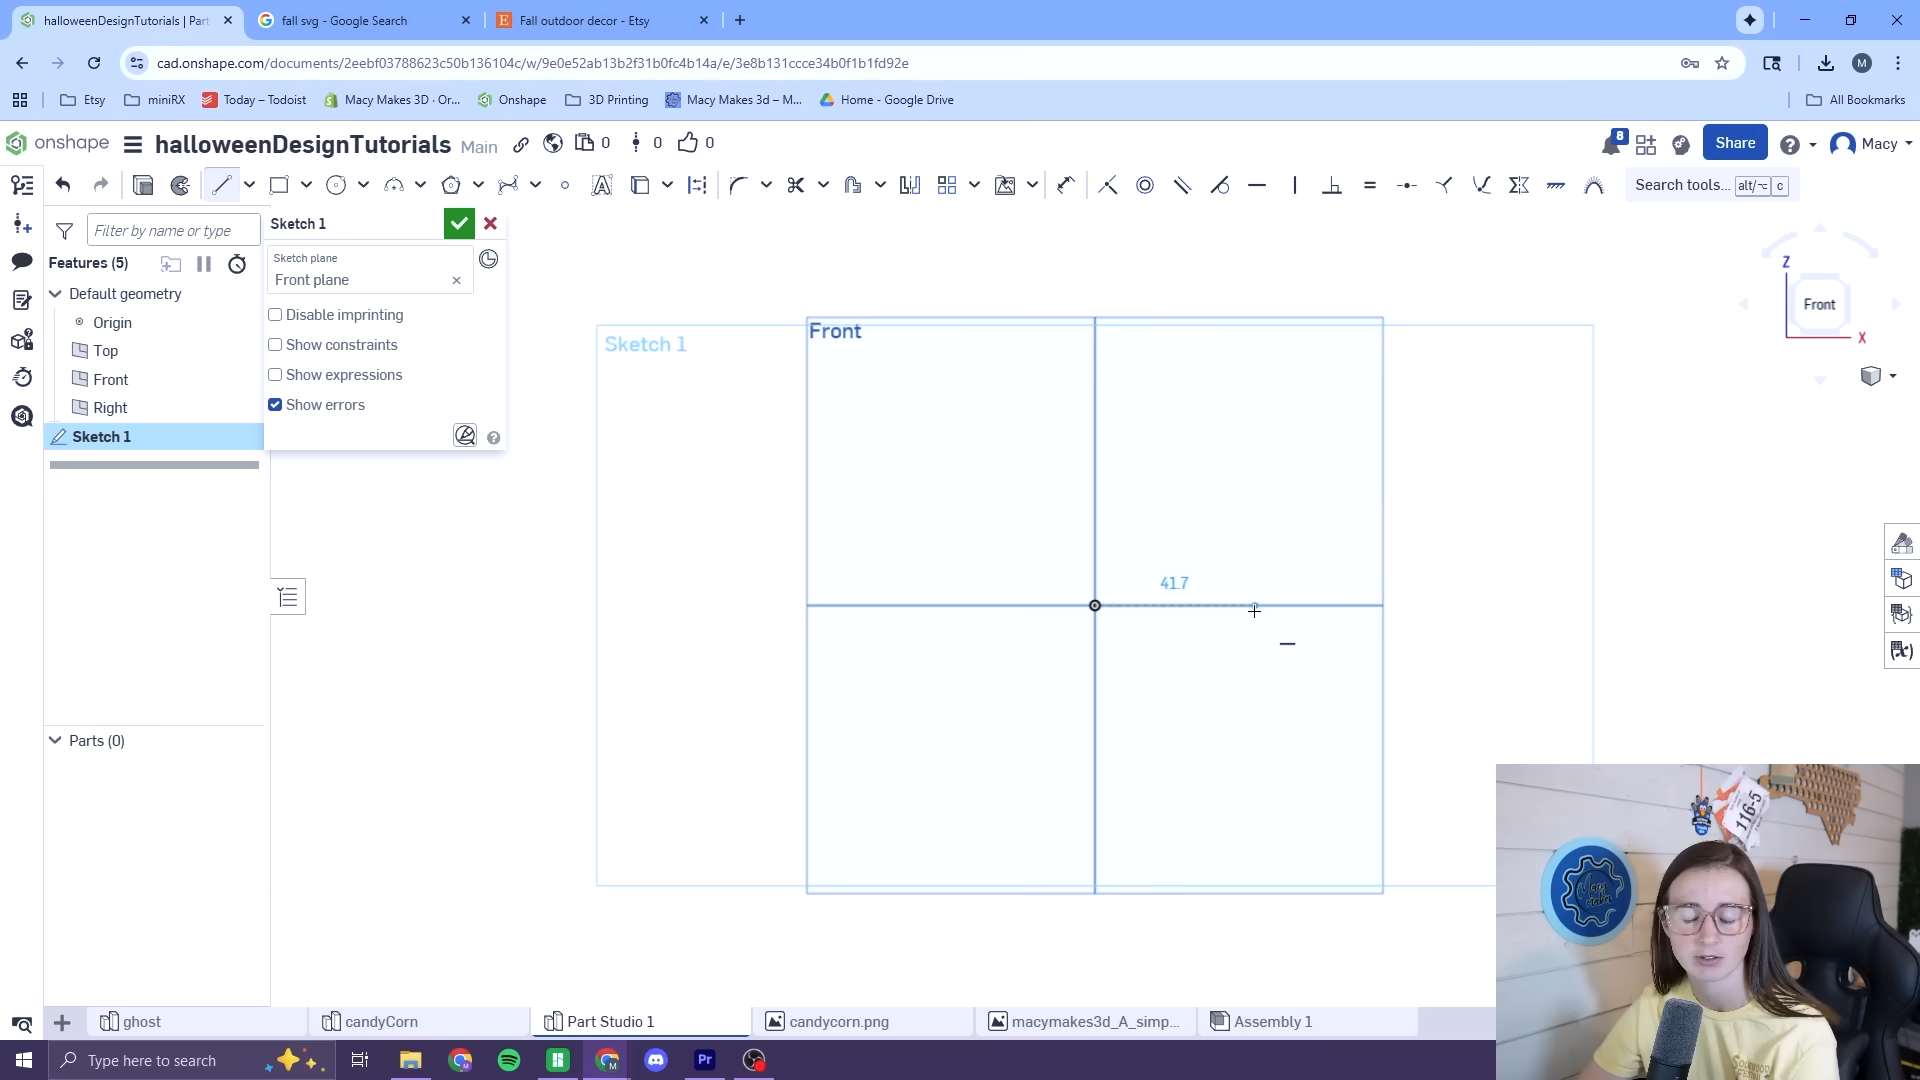 halloweenDesignTutorials | Part
fall svg - Google Search
Fall outdoor decor - Etsy
cad.onshape.com/documents/2eebf03788623c50b136104c/w/9e0e52ab13b2f31b0fc4b14a/e/3e8b131ccce34b0f1b1fd92e
M
Etsy
miniRX
Today – Todoist
Macy Makes 3D · Or...
Onshape
3D Printing
Macy Makes 3d – M...
Home - Google Drive
All Bookmarks
onshape
halloweenDesignTutorials
Main
0
0
0
8
Share
Macy
Search tools...
alt/⌥
c
Filter by name or type
Features (5)
Default geometry
Origin
Top
Front
Right
Sketch 1
Parts (0)
Sketch 1
Sketch plane
Front plane
Disable imprinting
Show constraints
Show expressions
Show errors
Sketch 1
Front
41.7
Z
Front
X
(x)
116-5
ghost
candyCorn
Part Studio 1
candycorn.png
macymakes3d_A_simp...
Assembly 1
Type here to search
Pr